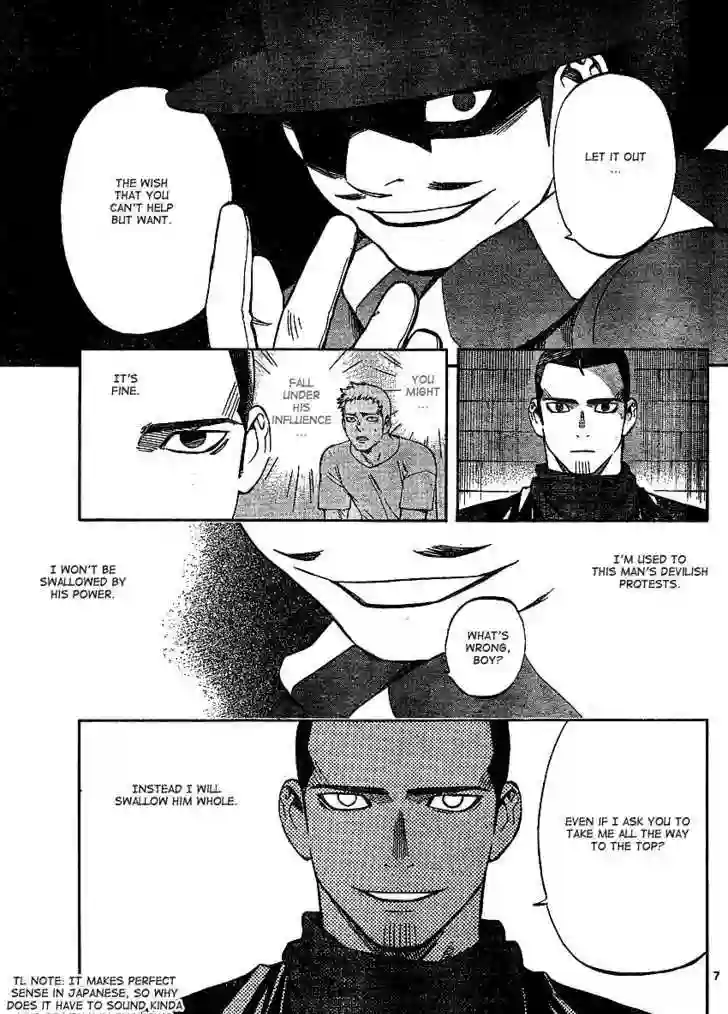 LET IT OUT
...
THE WISH
THAT YOU
CAN'T HELP
BUT WANT.
YOU
MIGHT ...
FALL
UNDER
HIS
INFLUENCE
...
IT'S
FINE.
I'M USED TO
THIS MAN'S DEVILISH
PROTESTS.
I WON'T BE
SWALLOWED BY
HIS POWER.
WHAT'S
WRONG,
BOY?
EVEN IF I ASK YOU TO
TAKE ME ALL THE WAY
TO THE TOP?
INSTEAD I WILL
SWALLOW HIM WHOLE.
7
TL NOTE: IT MAKES PERFECT
SENSE IN JAPANESE, SO WHY
DOES IT HAVE TO SOUND KINDA